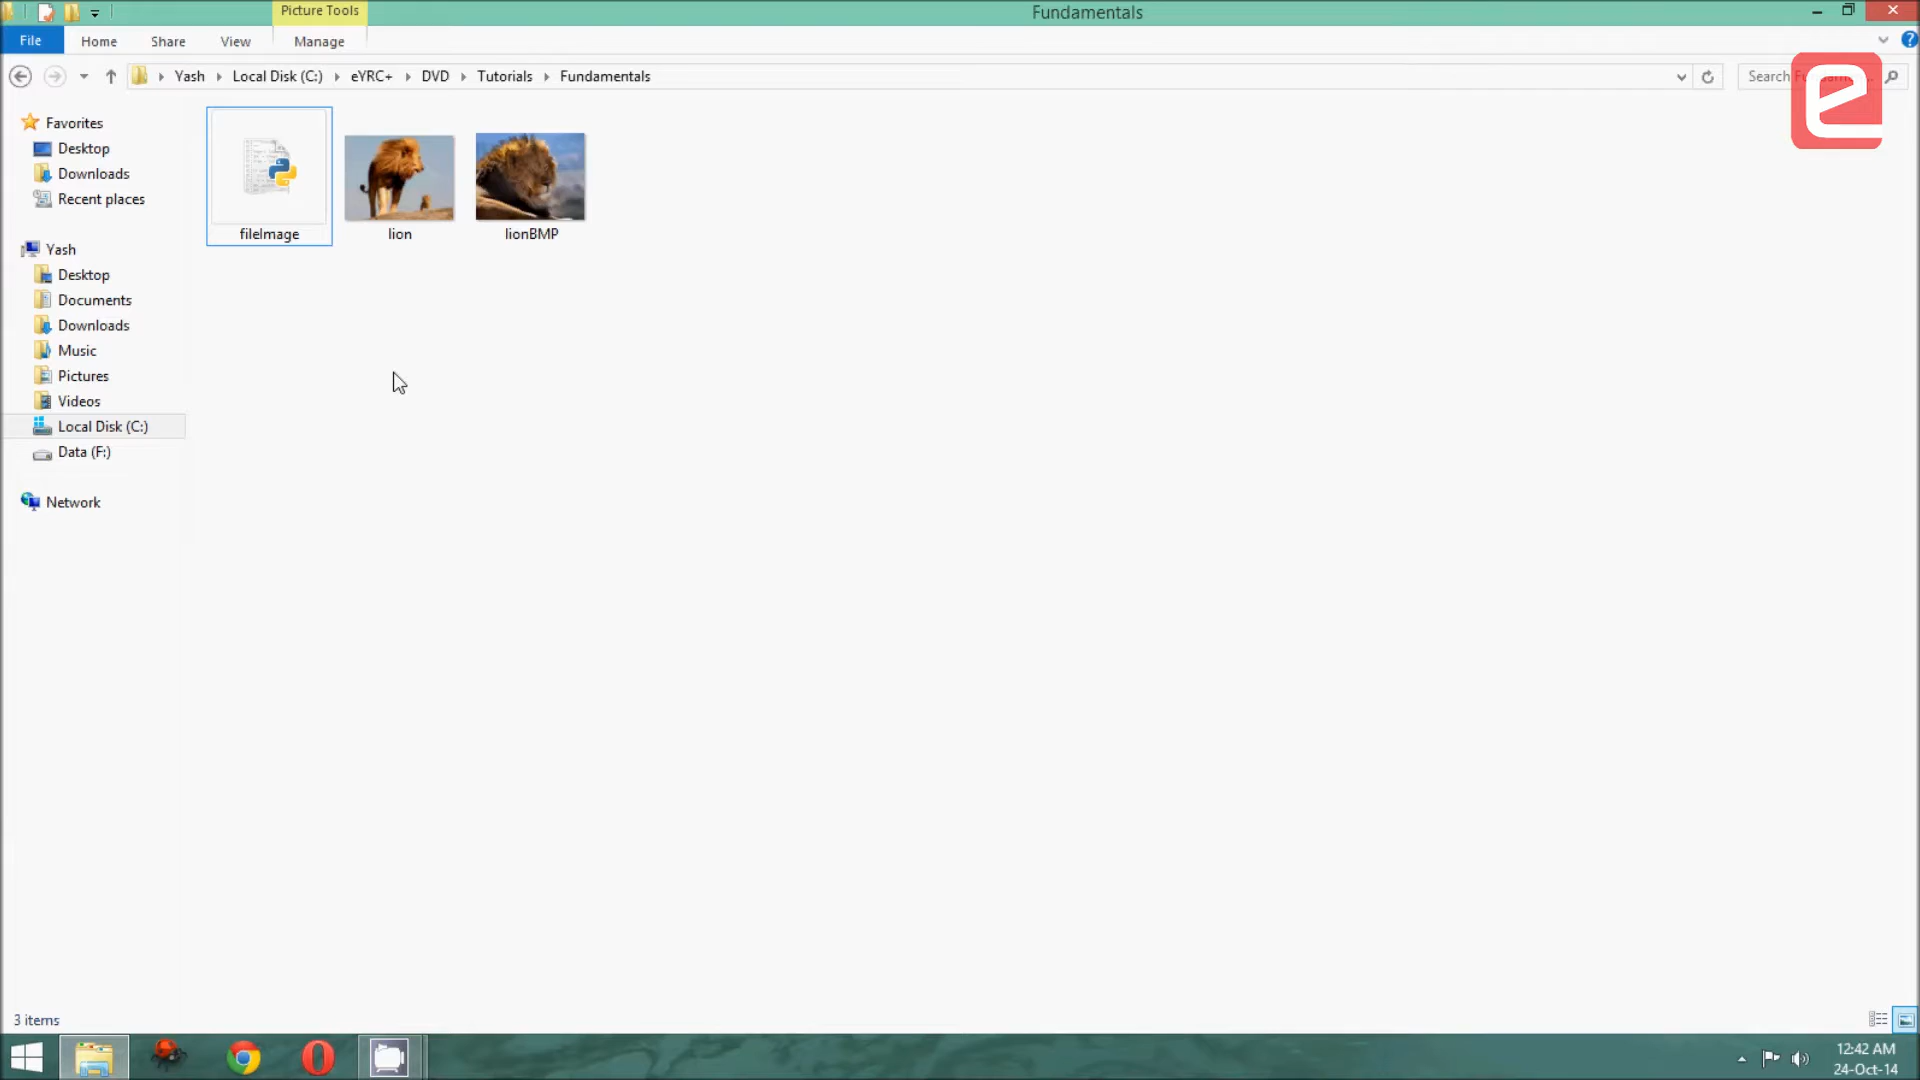 Picture Tools
Fundamentals
File
Home
Share
View
Manage
Yash
Local Disk (C:)
eYRC+
DVD
Tutorials
Fundamentals
Search
Favorites
Desktop
Downloads
Recent places
Yash
Desktop
Documents
Downloads
Music
Pictures
Videos
Local Disk (C:)
Data (F:)
Network
fileImage
lion
lionBMP
3 items
12:42 AM
24-Oct-14